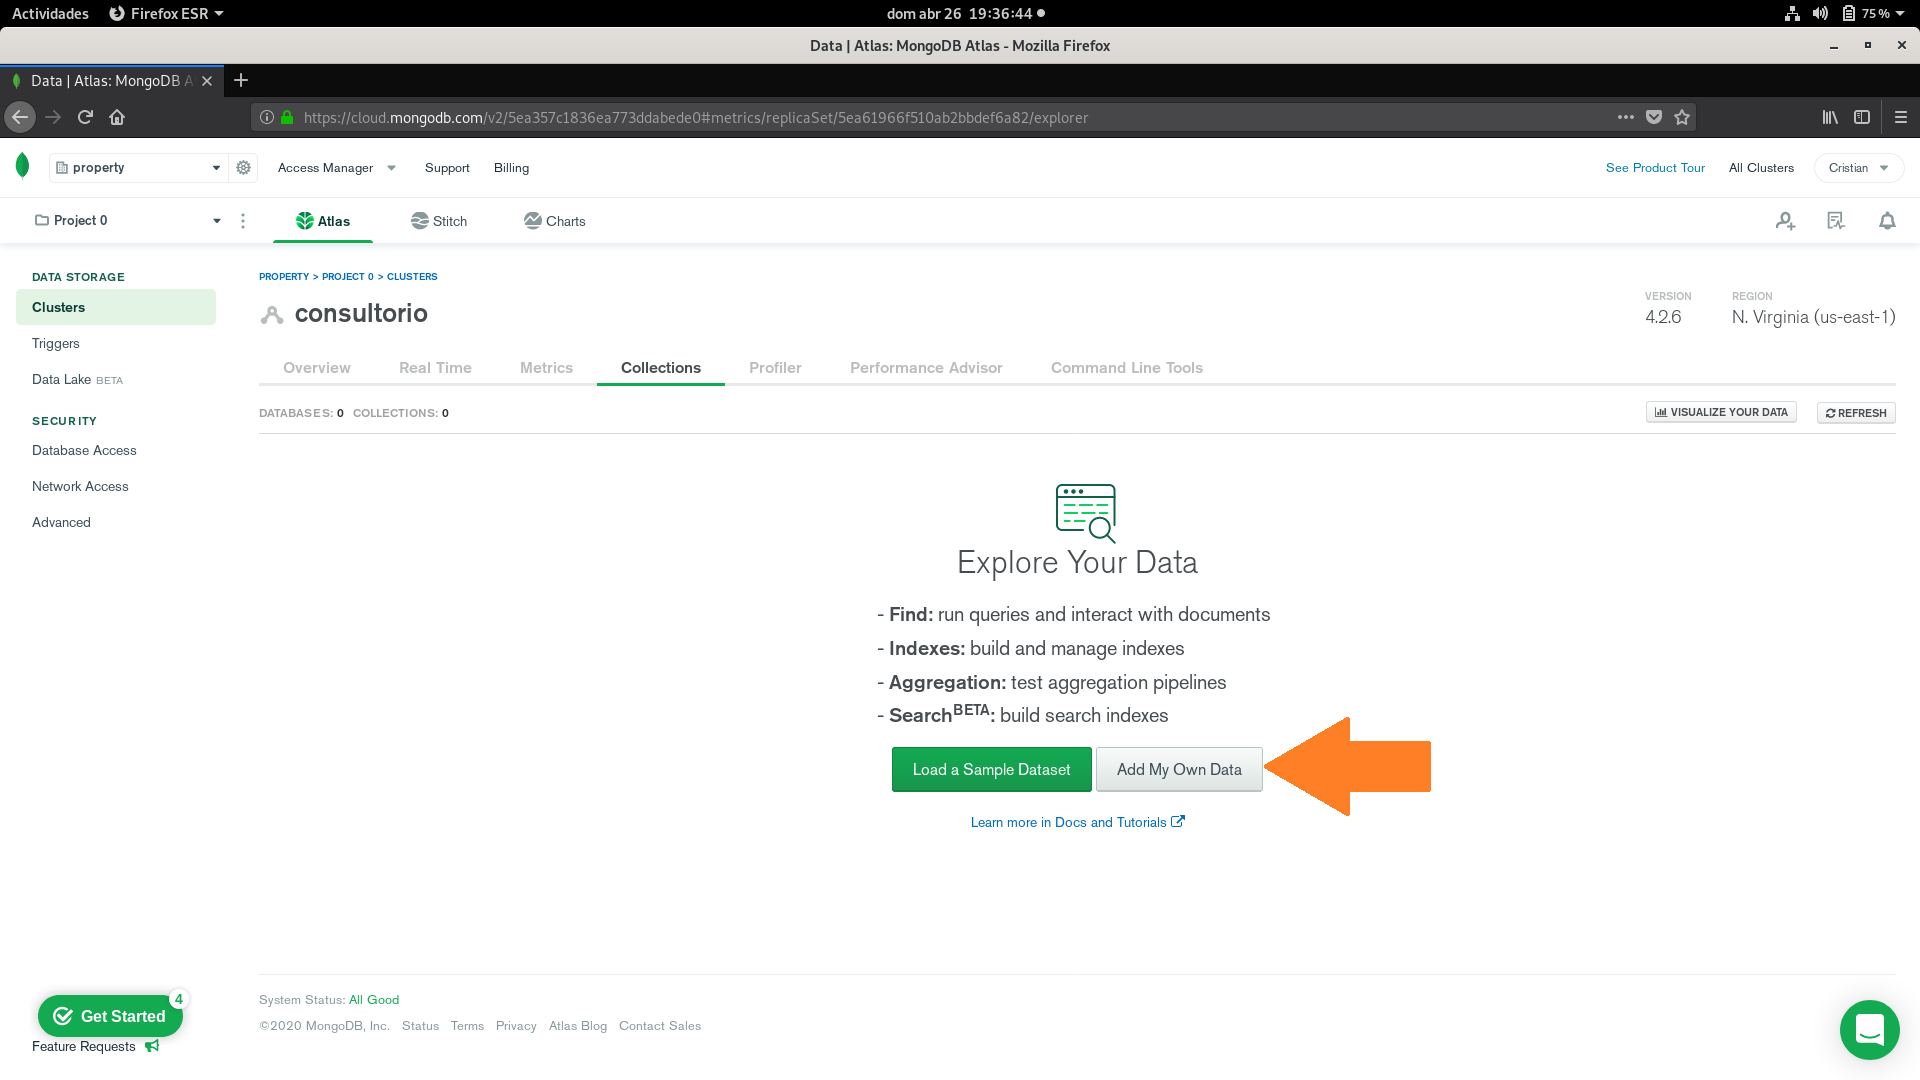 Actividades Firefox ESR dom abr 26 19:36:44 75 %
Data | Atlas: MongoDB Atlas - Mozilla Firefox
Data | Atlas: MongoDB A
https://cloud.mongodb.com/v2/5ea357c1836ea773ddabede0#metrics/replicaSet/5ea61966f510ab2bbdef6a82/explorer
property Access Manager Support Billing See Product Tour All Clusters Cristian
Project 0 Atlas Stitch Charts
DATA STORAGE
Clusters
Triggers
Data Lake BETA
SECURITY
Database Access
Network Access
Advanced
PROPERTY > PROJECT 0 > CLUSTERS
consultorio
VERSION
4.2.6
REGION
N. Virginia (us-east-1)
Overview Real Time Metrics Collections Profiler Performance Advisor Command Line Tools
DATABASES: 0 COLLECTIONS: 0 VISUALIZE YOUR DATA REFRESH
Explore Your Data
- Find: run queries and interact with documents
- Indexes: build and manage indexes
- Aggregation: test aggregation pipelines
- SearchBETA: build search indexes
Load a Sample Dataset Add My Own Data
Learn more in Docs and Tutorials
System Status: All Good
©2020 MongoDB, Inc. Status Terms Privacy Atlas Blog Contact Sales
Get Started 4
Feature Requests